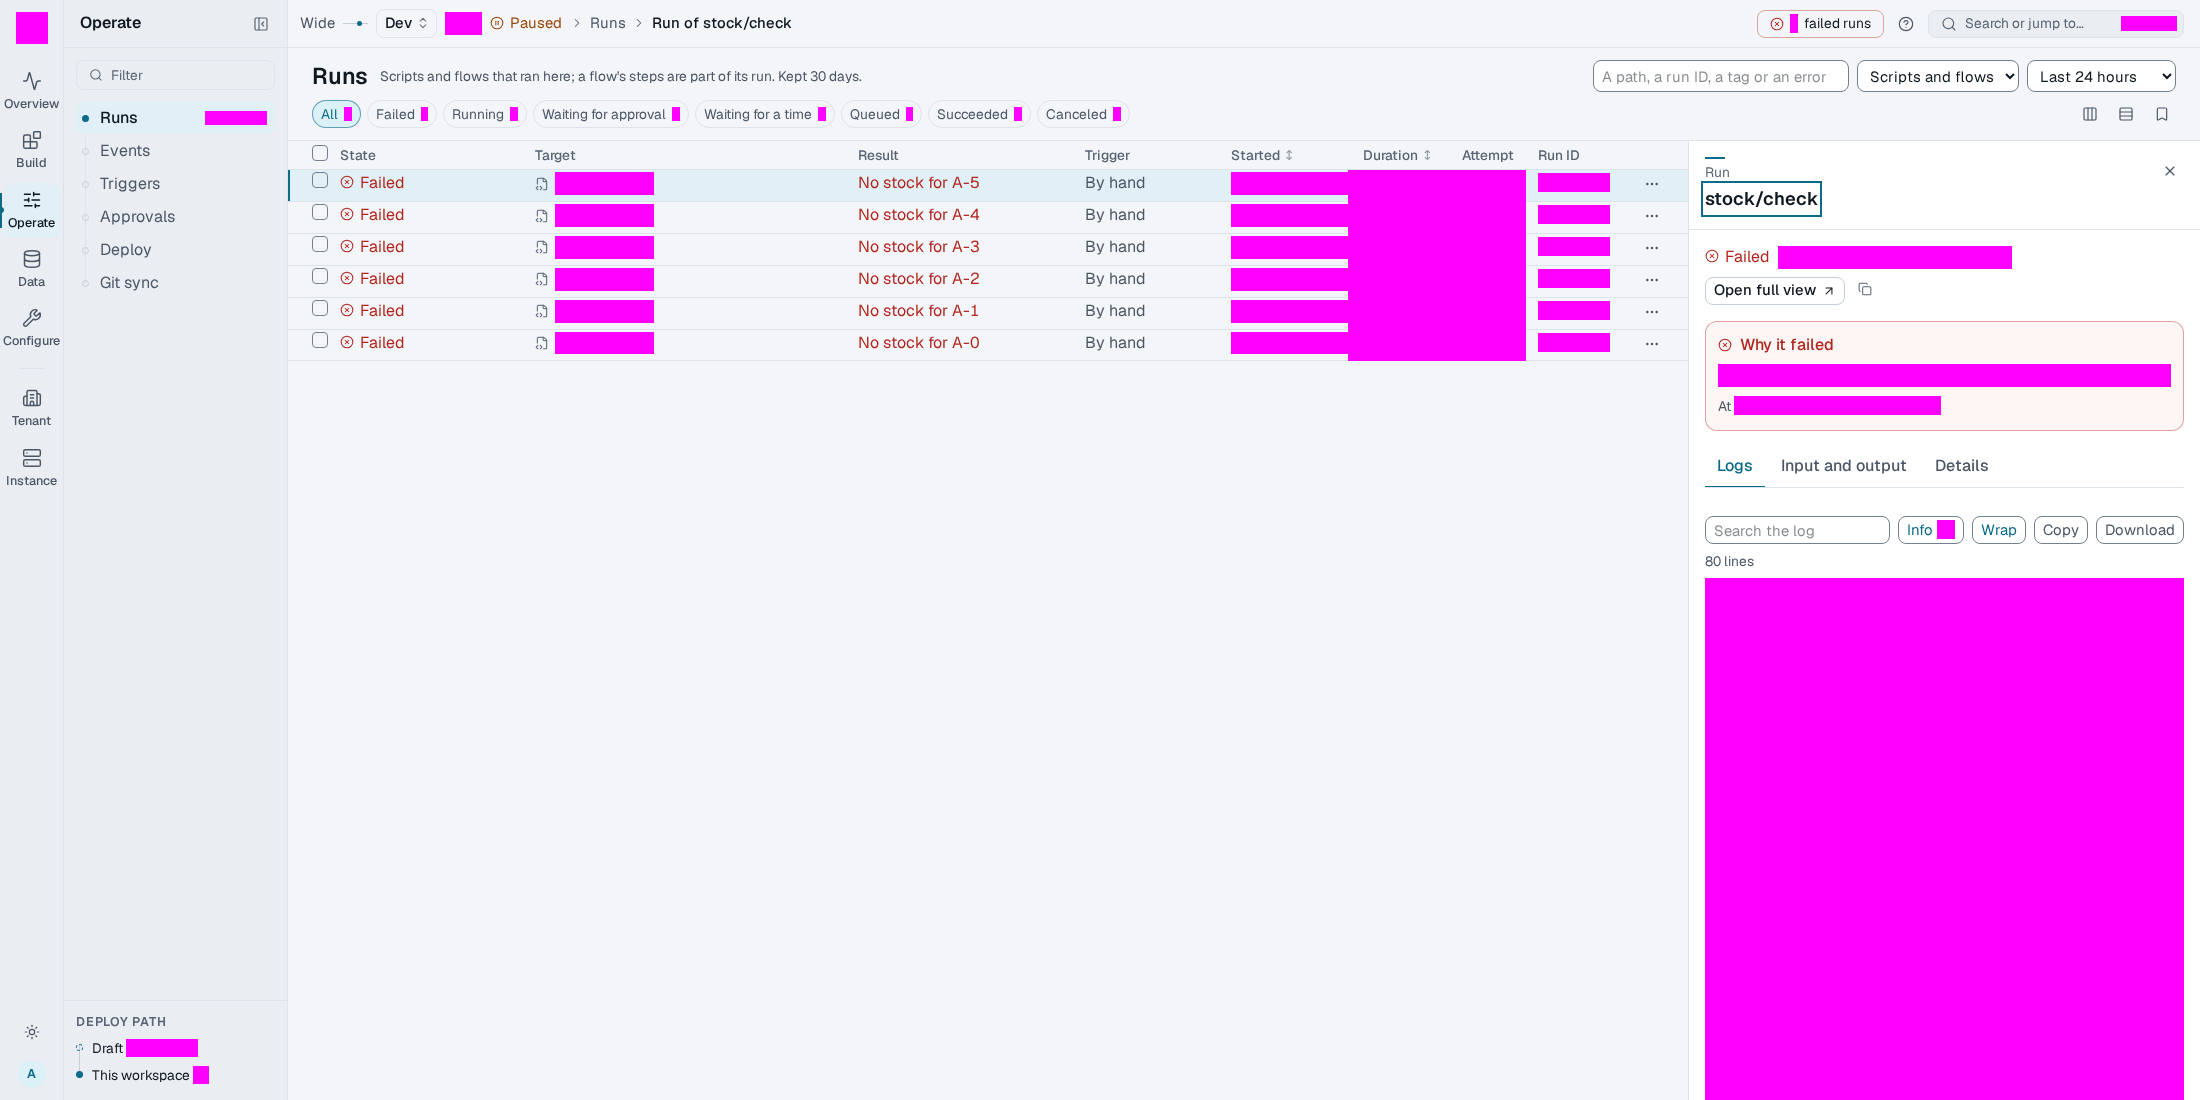 Operate
Wide Dev Paused Runs Run of stock/check
failed runs
Search or jump to...
Overview
Build
Operate
Data
Configure
Tenant
Instance
A
Filter
Runs
Events
Triggers
Approvals
Deploy
Git sync
DEPLOY PATH
Draft
This workspace
Runs Scripts and flows that ran here; a flow's steps are part of its run. Kept 30 days.
A path, a run ID, a tag or an error
Scripts and flows
Last 24 hours
All Failed Running Waiting for approval Waiting for a time Queued Succeeded Canceled
State Target Result Trigger Started Duration Attempt Run ID
Failed No stock for A-5 By hand
Failed No stock for A-4 By hand
Failed No stock for A-3 By hand
Failed No stock for A-2 By hand
Failed No stock for A-1 By hand
Failed No stock for A-0 By hand
Run
stock/check
Failed
Open full view
Why it failed
At
Logs Input and output Details
Search the log Info Wrap Copy Download
80 lines